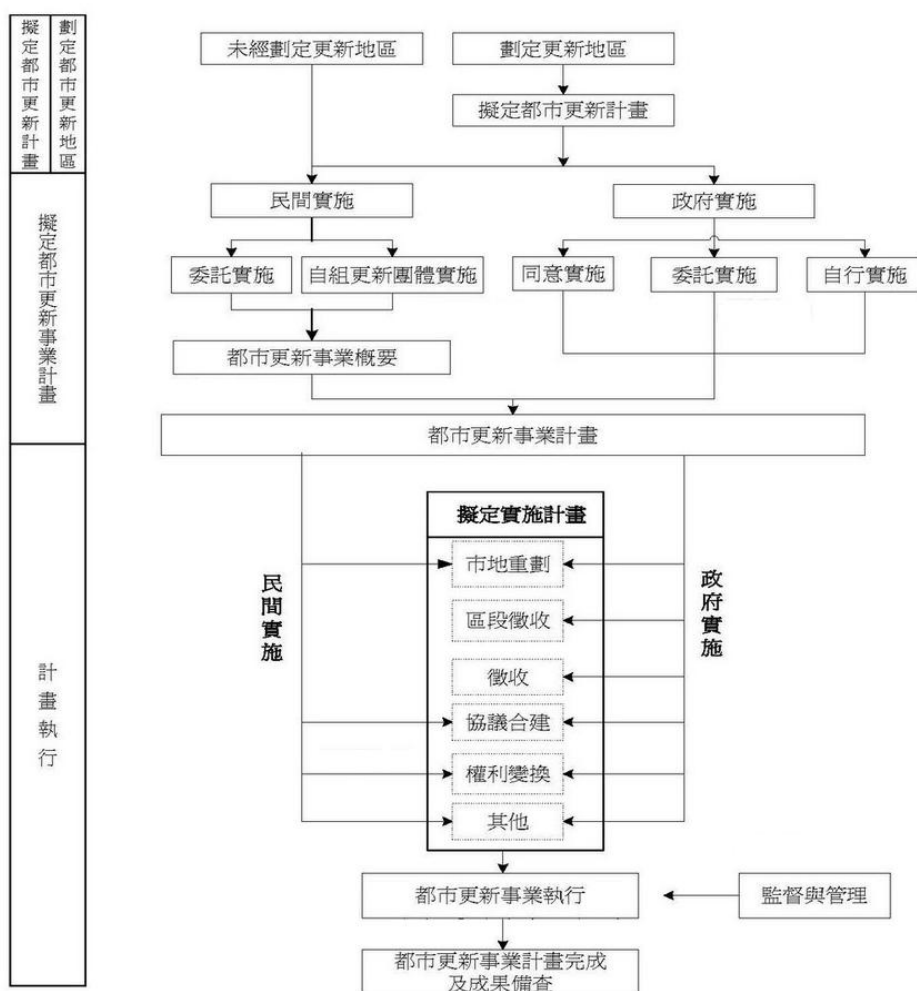 擬定都市更新計畫
劃定都市更新地區
未經劃定更新地區
劃定更新地區
擬定都市更新計畫
擬定都市更新事業計畫
民間實施
政府實施
委託實施
自組更新團體實施
同意實施
委託實施
自行實施
都市更新事業概要
都市更新事業計畫
計畫執行
民間實施
擬定實施計畫
政府實施
市地重劃
區段徵收
徵收
協議合建
權利變換
其他
都市更新事業執行
監督與管理
都市更新事業計畫完成
及成果備查